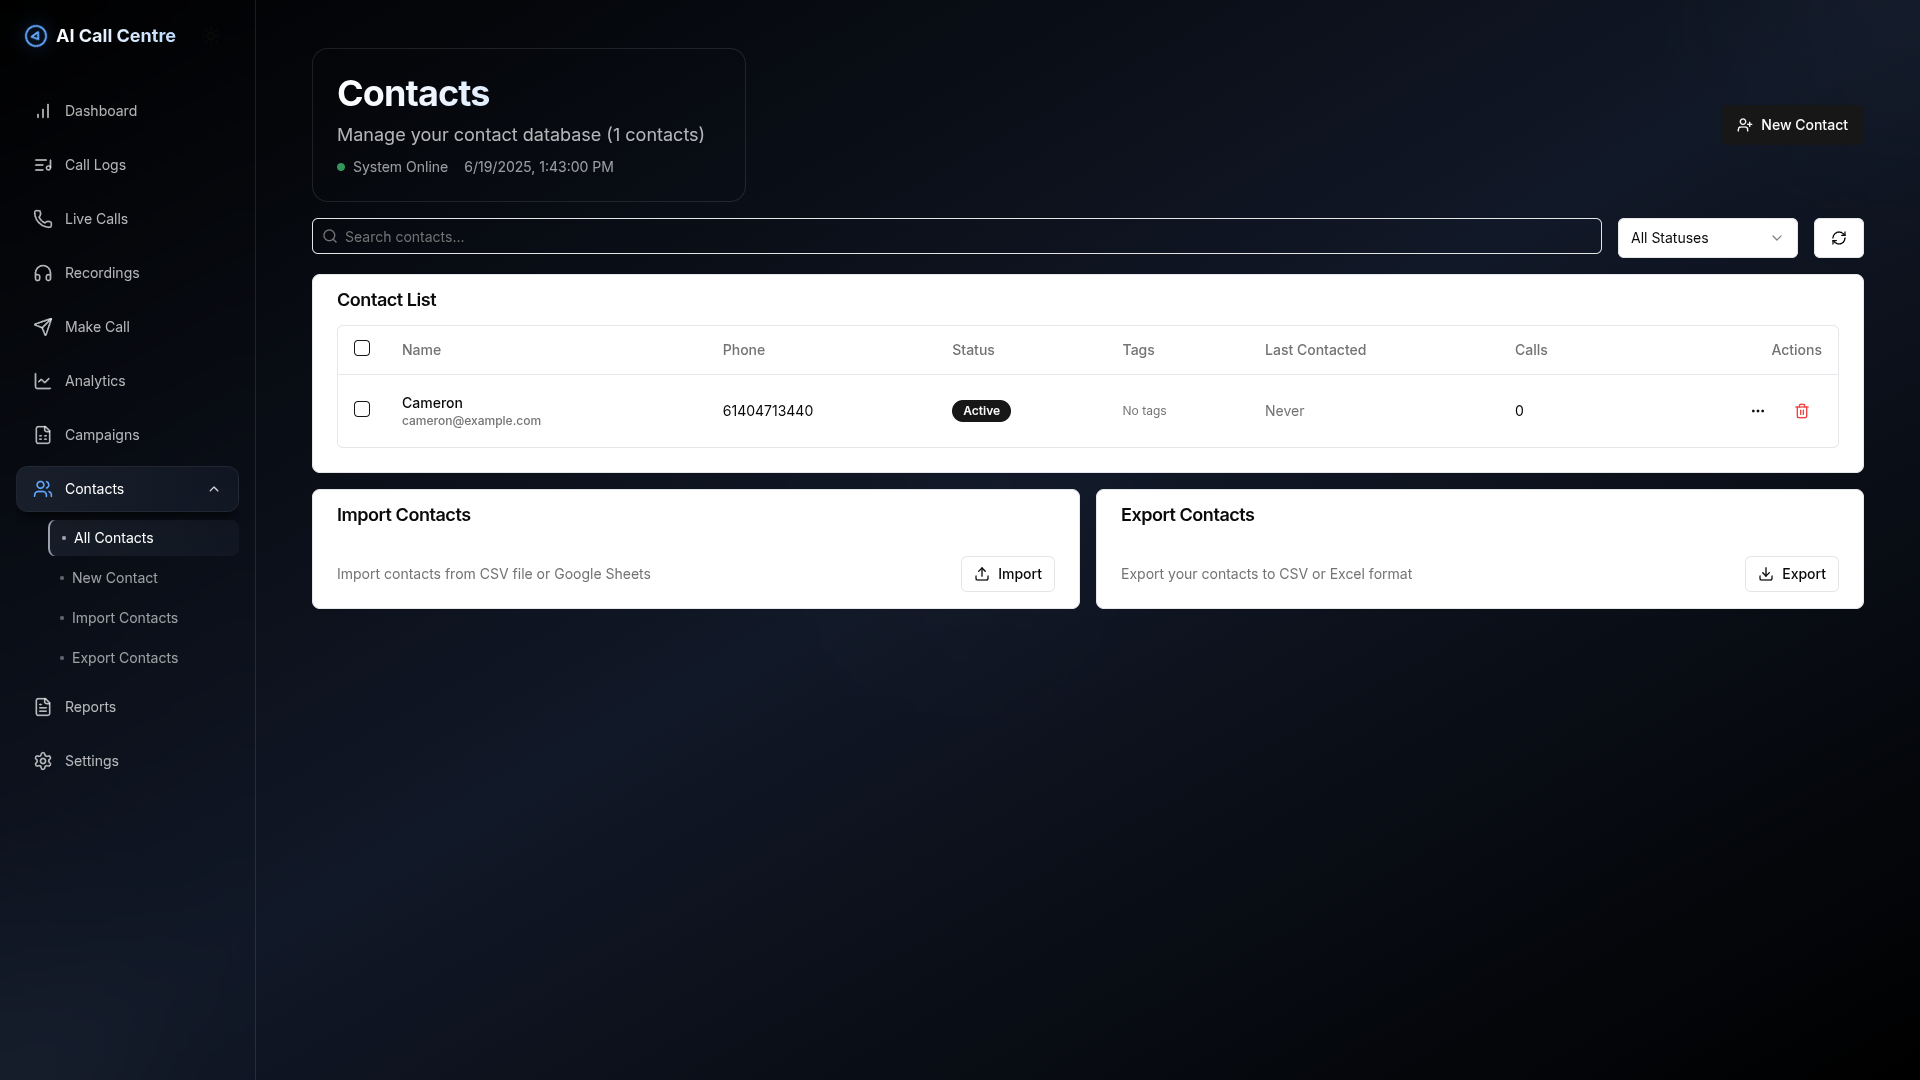 AI Call Centre
Dashboard
Call Logs
Live Calls
Recordings
Make Call
Analytics
Campaigns
Contacts
All Contacts
New Contact
Import Contacts
Export Contacts
Reports
Settings
Contacts
Manage your contact database (1 contacts)
System Online 6/19/2025, 1:43:00 PM
New Contact
Search contacts...
All Statuses
Contact List
Name Phone Status Tags Last Contacted Calls Actions
Cameron
cameron@example.com
61404713440 Active No tags Never 0
Import Contacts
Import contacts from CSV file or Google Sheets
Import
Export Contacts
Export your contacts to CSV or Excel format
Export